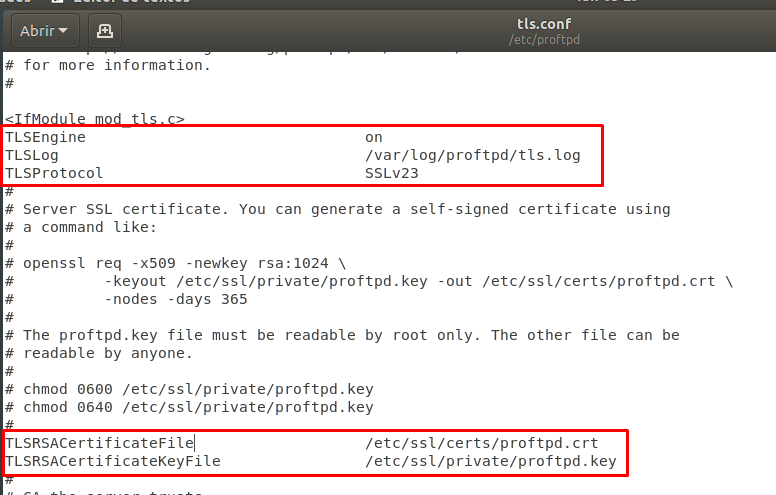 Abrir
tls.conf
/etc/proftpd
# for more information.
#
<IfModule mod_tls.c>
TLSEngine on
TLSLog /var/log/proftpd/tls.log
TLSProtocol SSLv23
#
# Server SSL certificate. You can generate a self-signed certificate using
# a command like:
#
# openssl req -x509 -newkey rsa:1024 \
# -keyout /etc/ssl/private/proftpd.key -out /etc/ssl/certs/proftpd.crt \
# -nodes -days 365
#
# The proftpd.key file must be readable by root only. The other file can be
# readable by anyone.
#
# chmod 0600 /etc/ssl/private/proftpd.key
# chmod 0640 /etc/ssl/private/proftpd.key
#
TLSRSACertificateFile /etc/ssl/certs/proftpd.crt
TLSRSACertificateKeyFile /etc/ssl/private/proftpd.key
#
# CA the server trusts